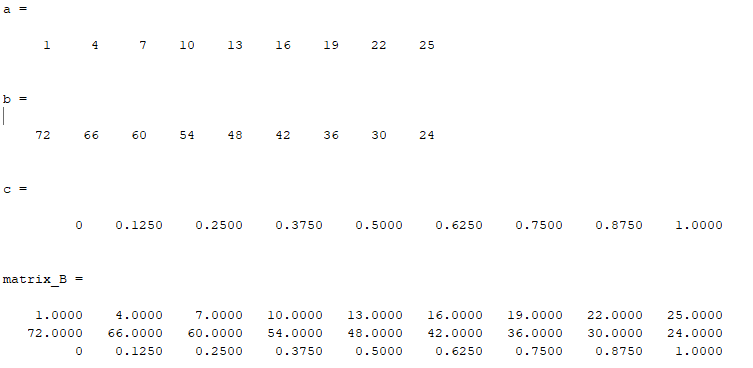 a =
1 4 7 10 13 16 19 22 25
b =
72 66 60 54 48 42 36 30 24
c =
0 0.1250 0.2500 0.3750 0.5000 0.6250 0.7500 0.8750 1.0000
matrix_B =
1.0000 4.0000 7.0000 10.0000 13.0000 16.0000 19.0000 22.0000 25.0000
72.0000 66.0000 60.0000 54.0000 48.0000 42.0000 36.0000 30.0000 24.0000
0 0.1250 0.2500 0.3750 0.5000 0.6250 0.7500 0.8750 1.0000